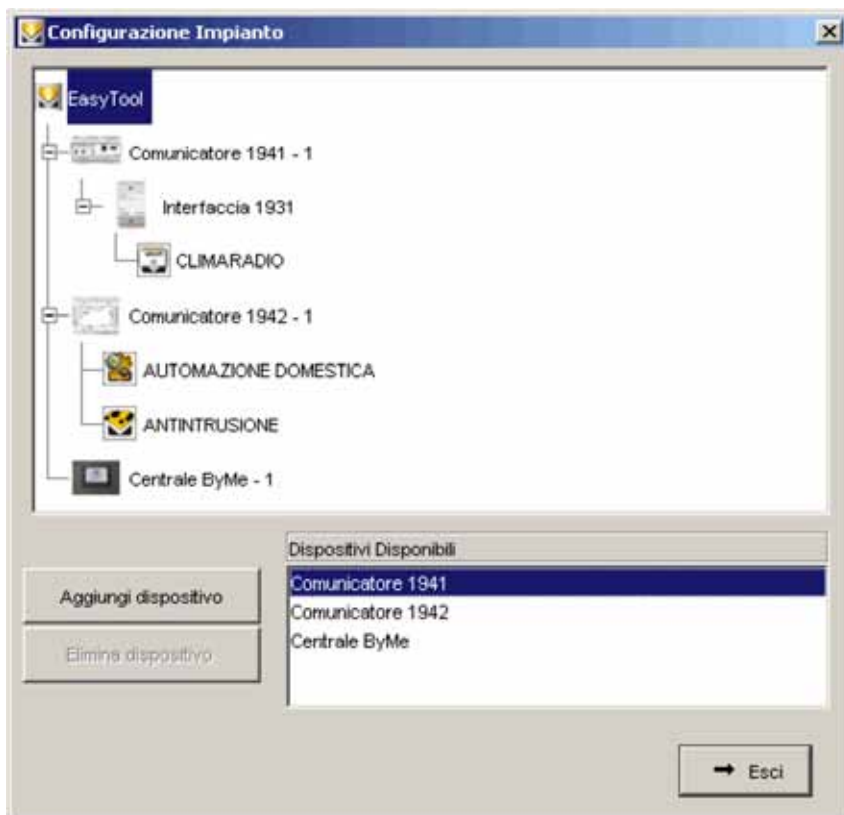 Configurazione Impianto
EasyTool
Comunicatore 1941 - 1
Interfaccia 1931
CLIMARADIO
Comunicatore 1942 - 1
AUTOMAZIONE DOMESTICA
ANTINTRUSIONE
Centrale ByMe - 1
Dispositivi Disponibili
Aggiungi dispositivo
Comunicatore 1941
Comunicatore 1942
Elimina dispositivo
Centrale ByMe
Esci